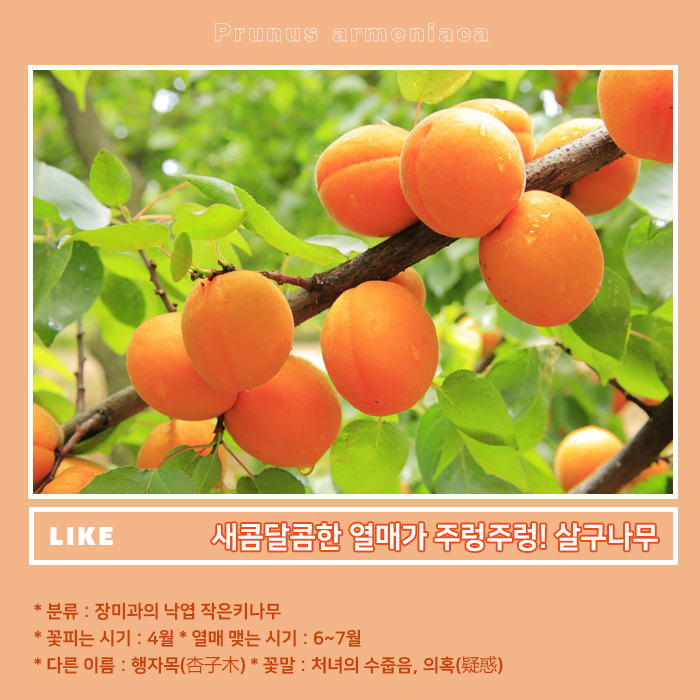 Prunus armeniaca
LIKE 새콤달콤한 열매가 주렁주렁! 살구나무
* 분류 : 장미과의 낙엽 작은키나무
* 꽃피는 시기 : 4월 * 열매 맺는 시기 : 6~7월
* 다른 이름 : 행자목(杏子木) * 꽃말 : 처녀의 수줍음, 의혹(疑惑)